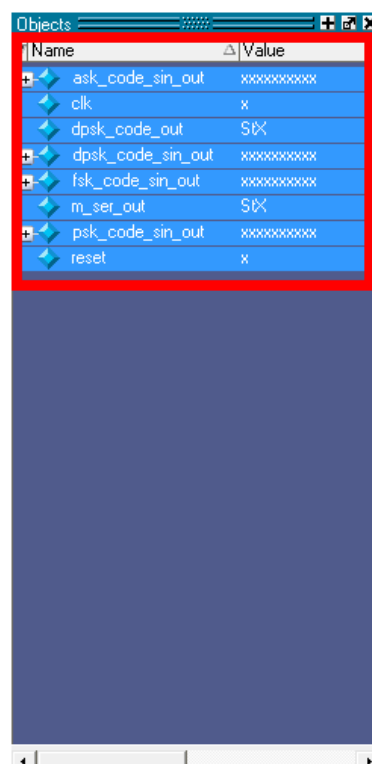 Objects
Name Value
ask_code_sin_out xxxxxxxxxx
clk x
dpsk_code_out StX
dpsk_code_sin_out xxxxxxxxxx
fsk_code_sin_out xxxxxxxxxx
m_ser_out StX
psk_code_sin_out xxxxxxxxxx
reset x